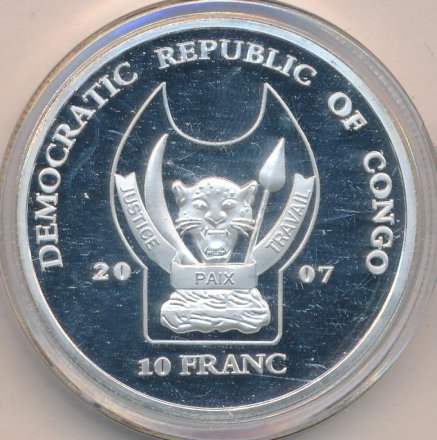 DEMOCRATIC REPUBLIC OF CONGO
JUSTICE
TRAVAIL
PAIX
20 07
10 FRANC